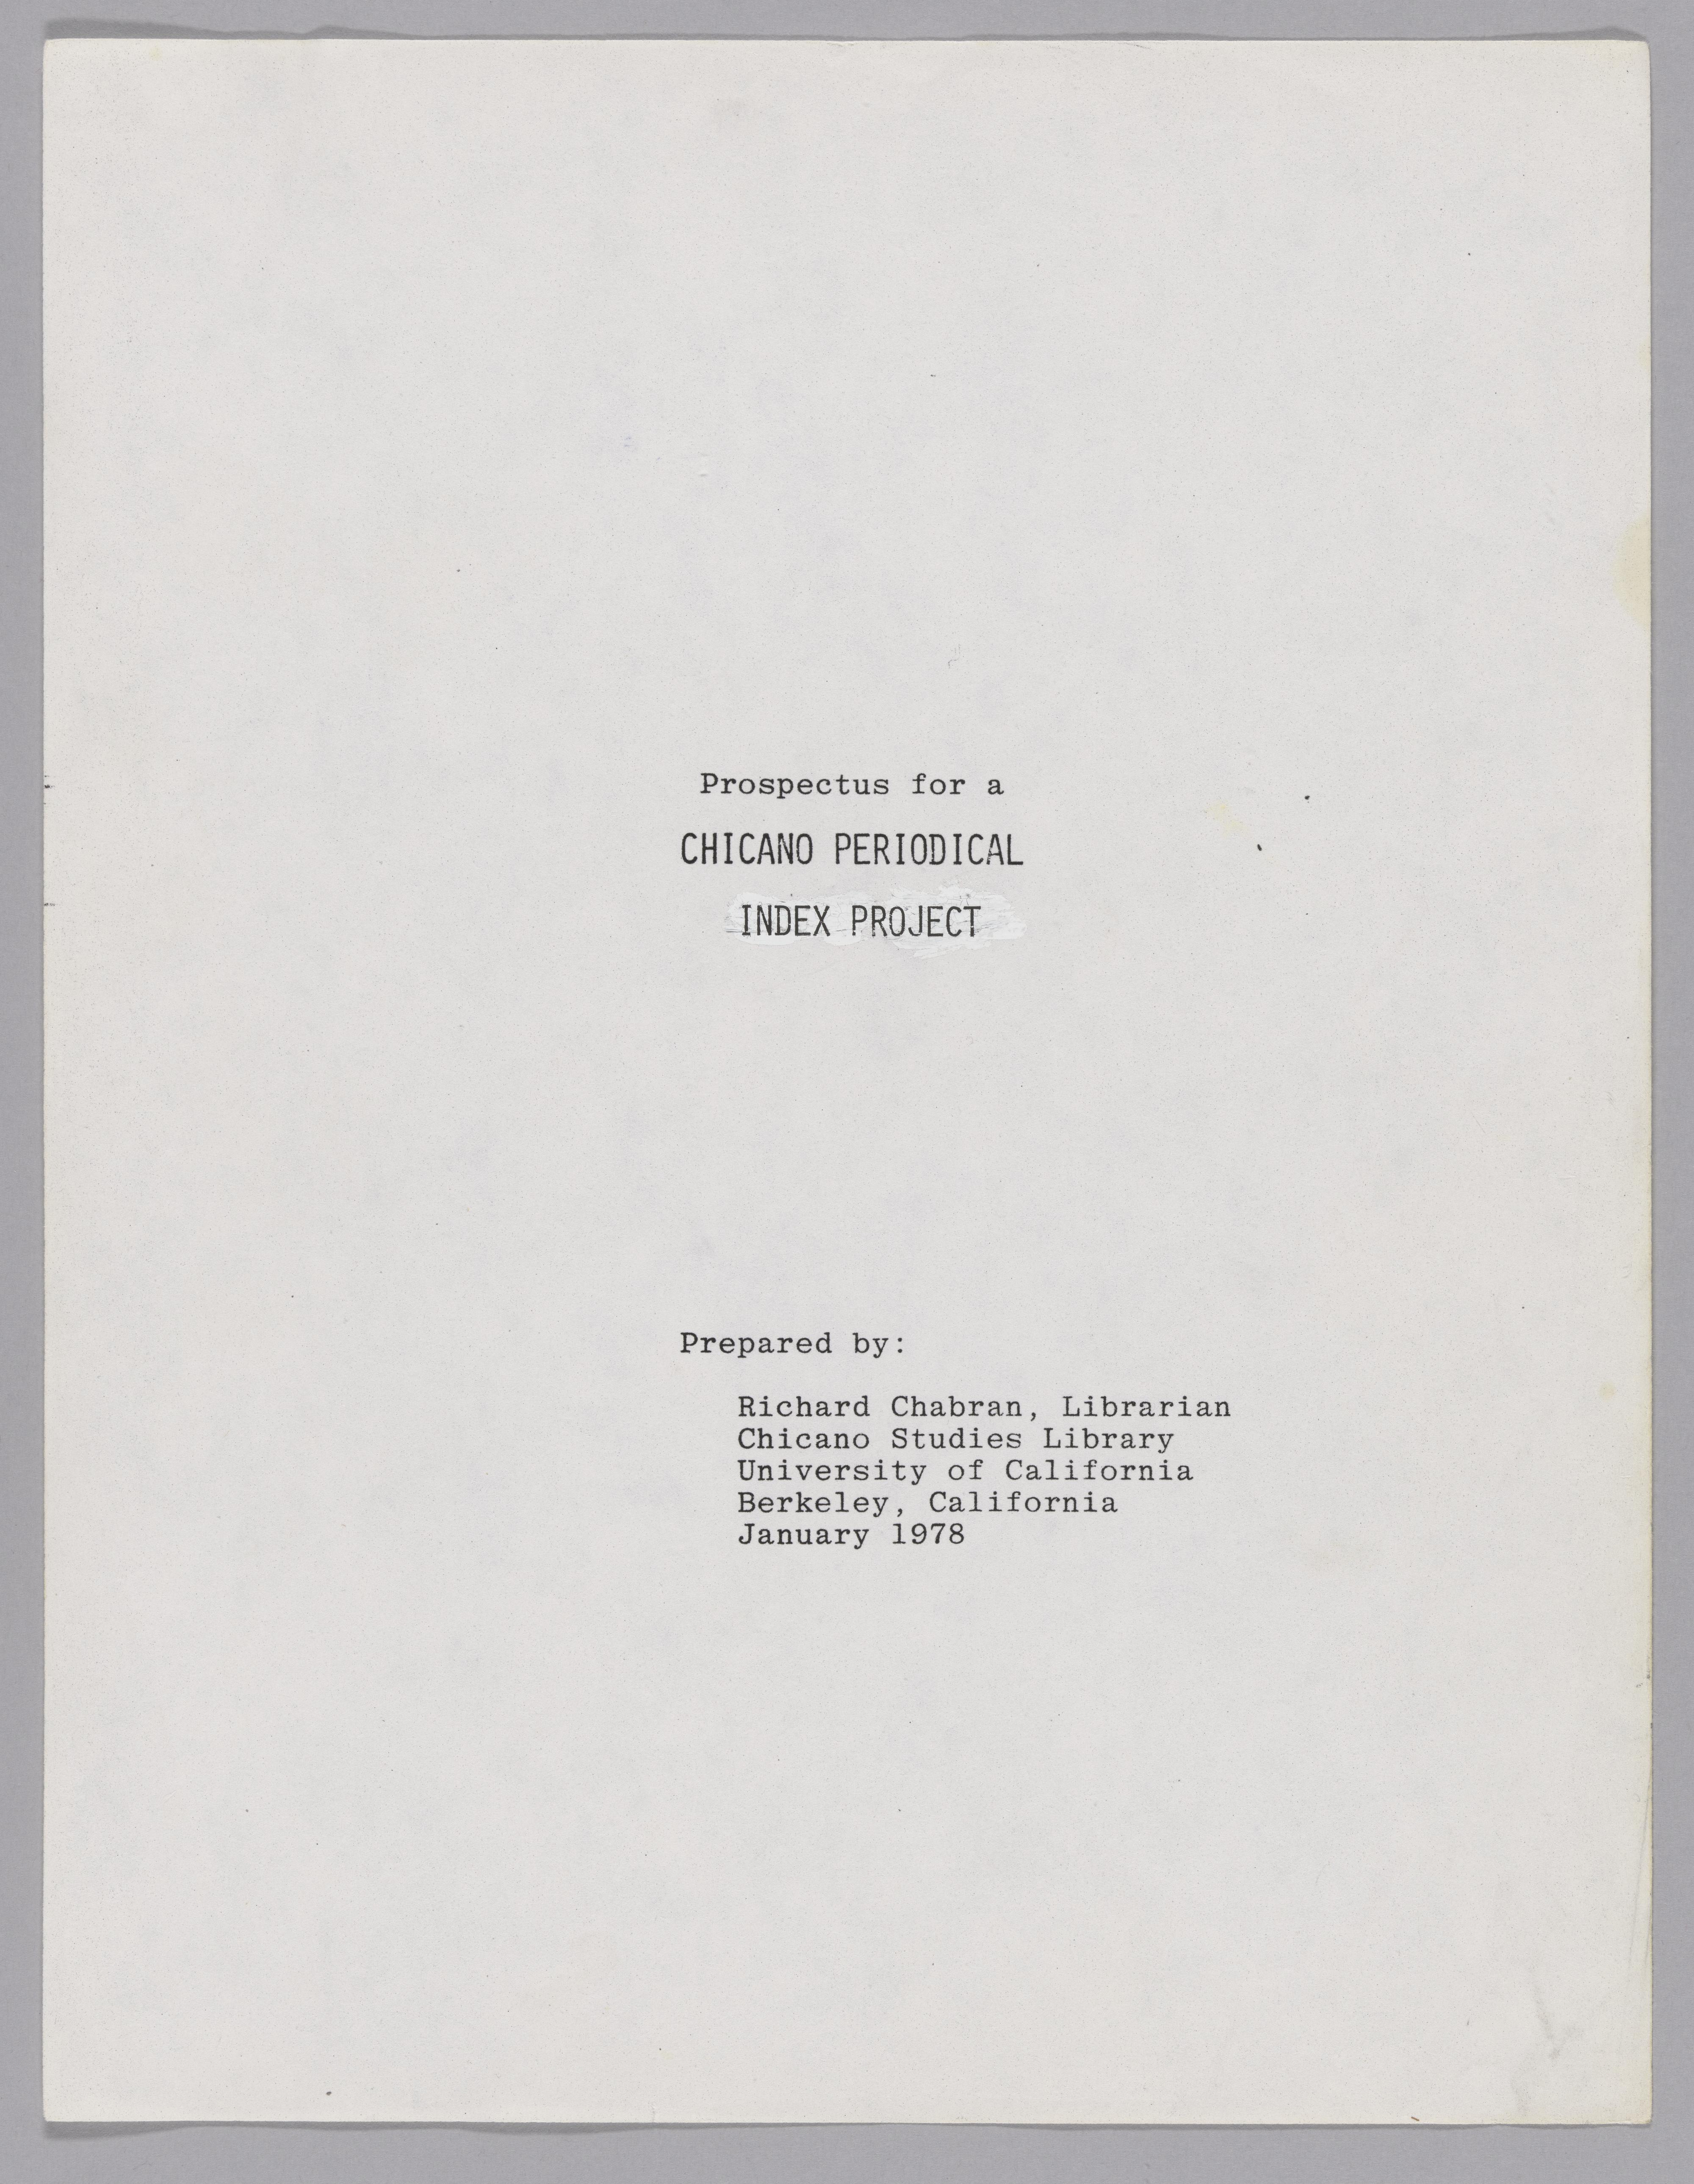 Prospectus for a
CHICANO PERIODICAL
INDEX PROJECT
Prepared by:
Richard Chabran, Librarian
Chicano Studies Library
University of California
Berkeley, California
January 1978